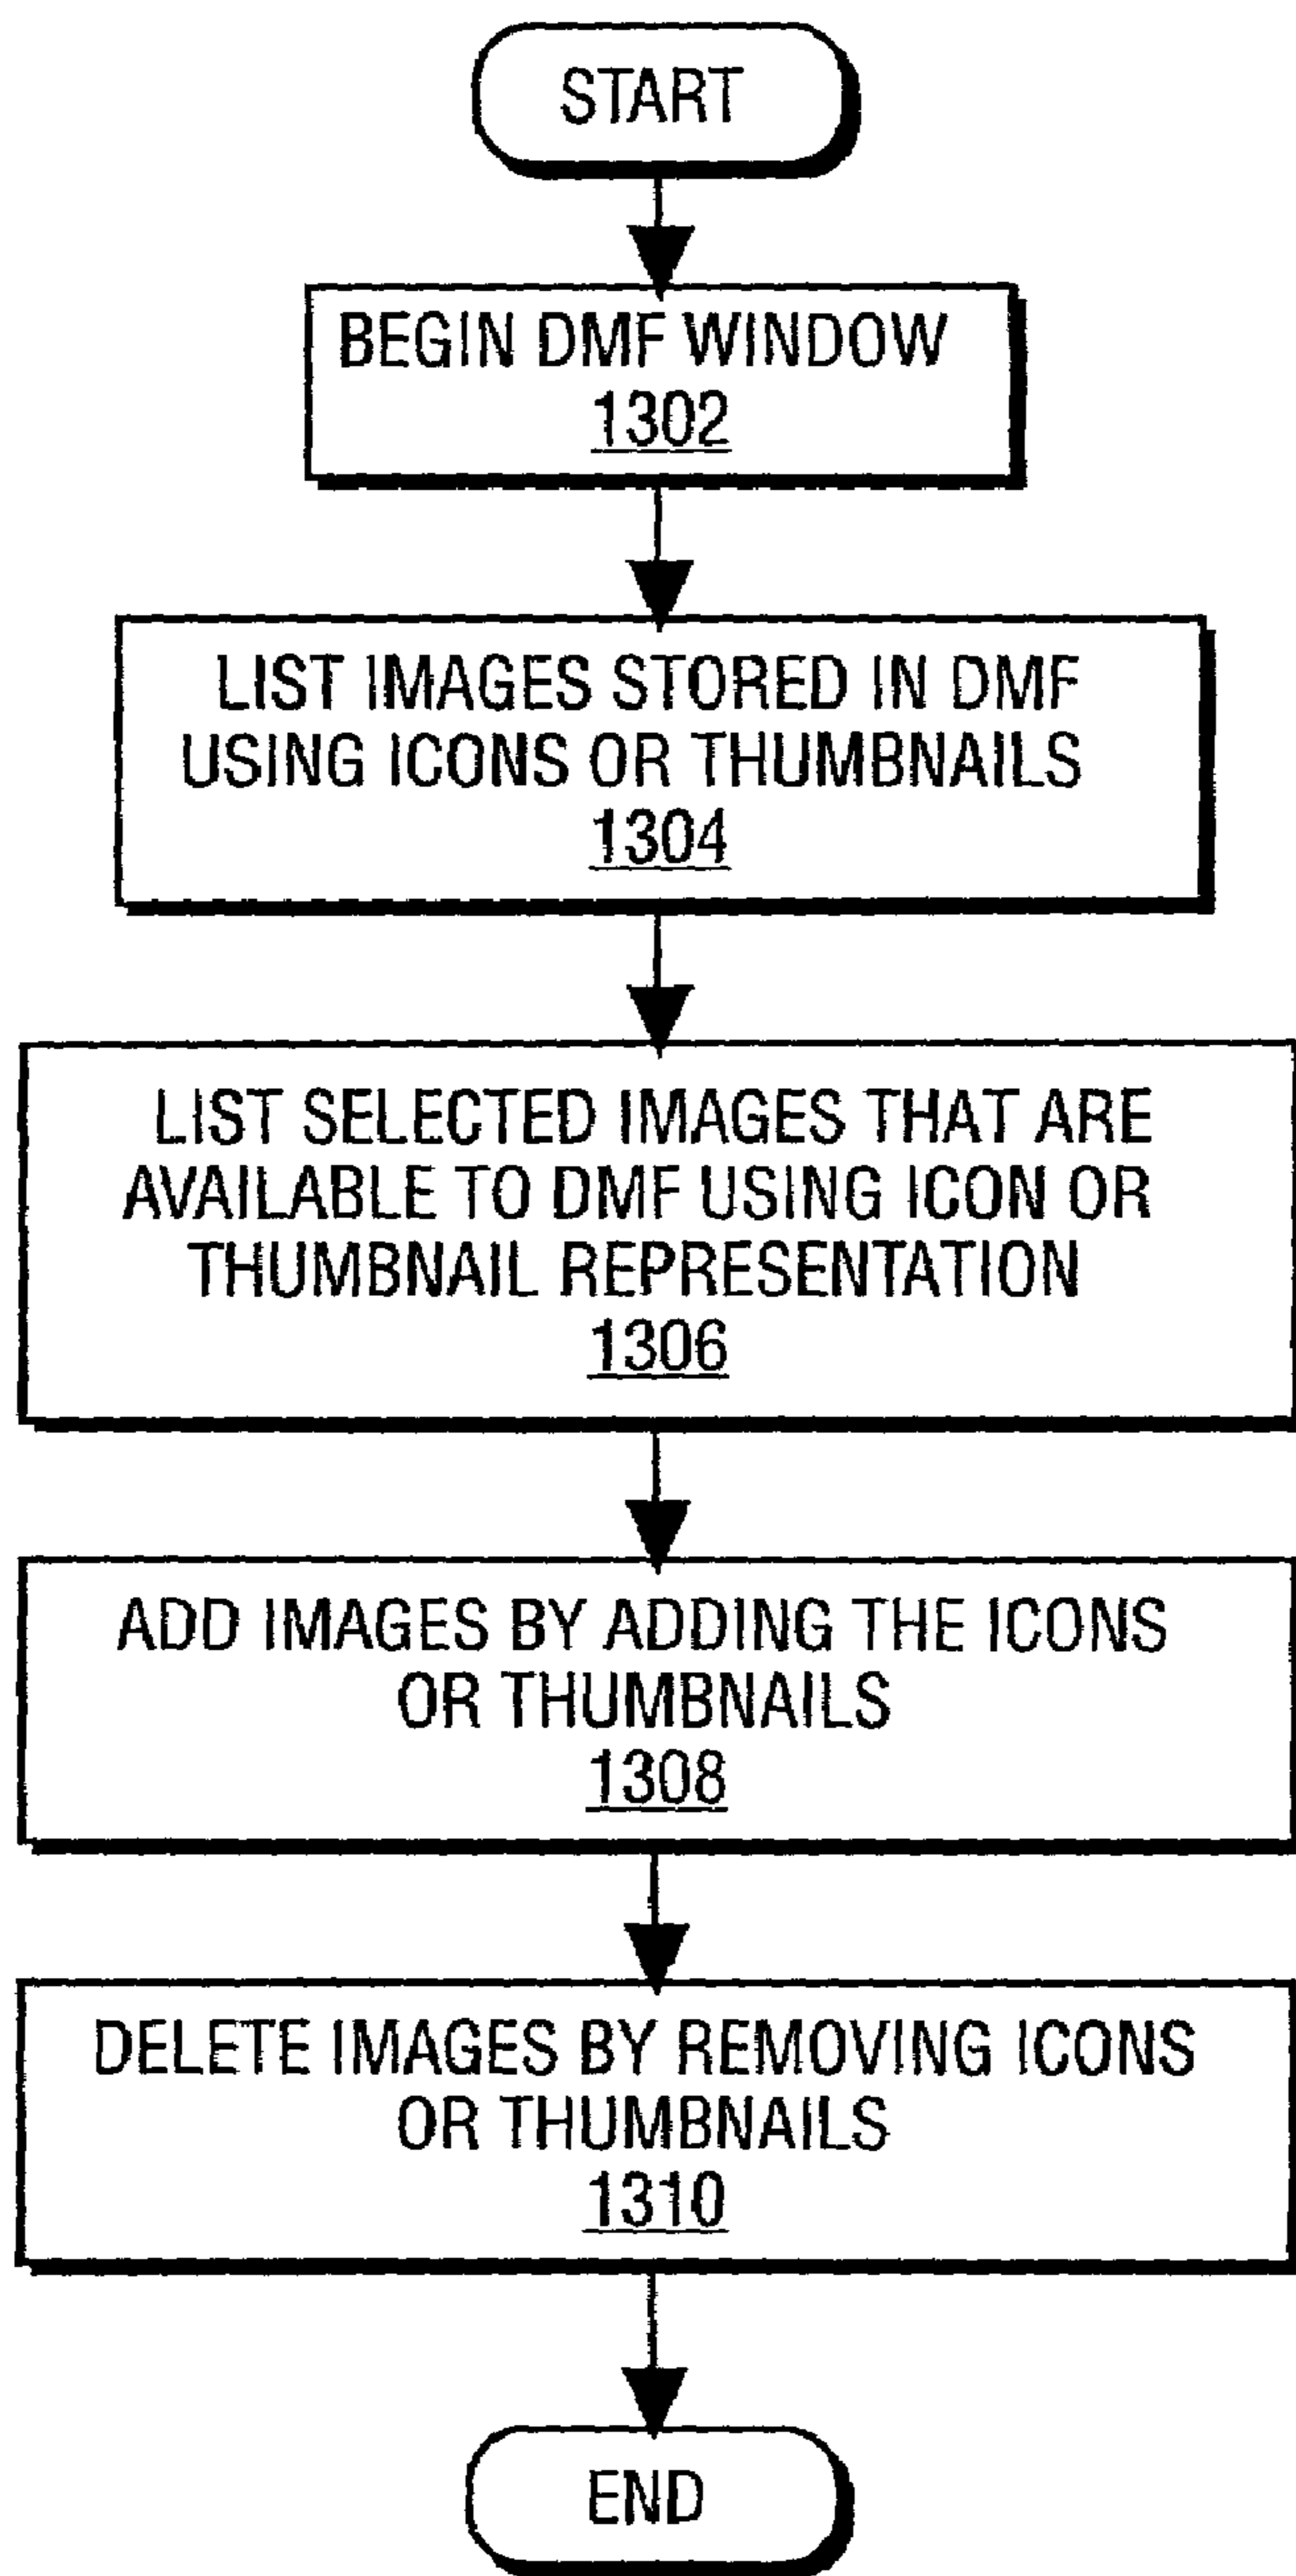 START
BEGIN DMF WINDOW
1302
LIST IMAGES STORED IN DMF
USING ICONS OR THUMBNAILS
1304
LIST SELECTED IMAGES THAT ARE
AVAILABLE TO DMF USING ICON OR
THUMBNAIL REPRESENTATION
1306
ADD IMAGES BY ADDING THE ICONS
OR THUMBNAILS
1308
DELETE IMAGES BY REMOVING ICONS
OR THUMBNAILS
1310
END